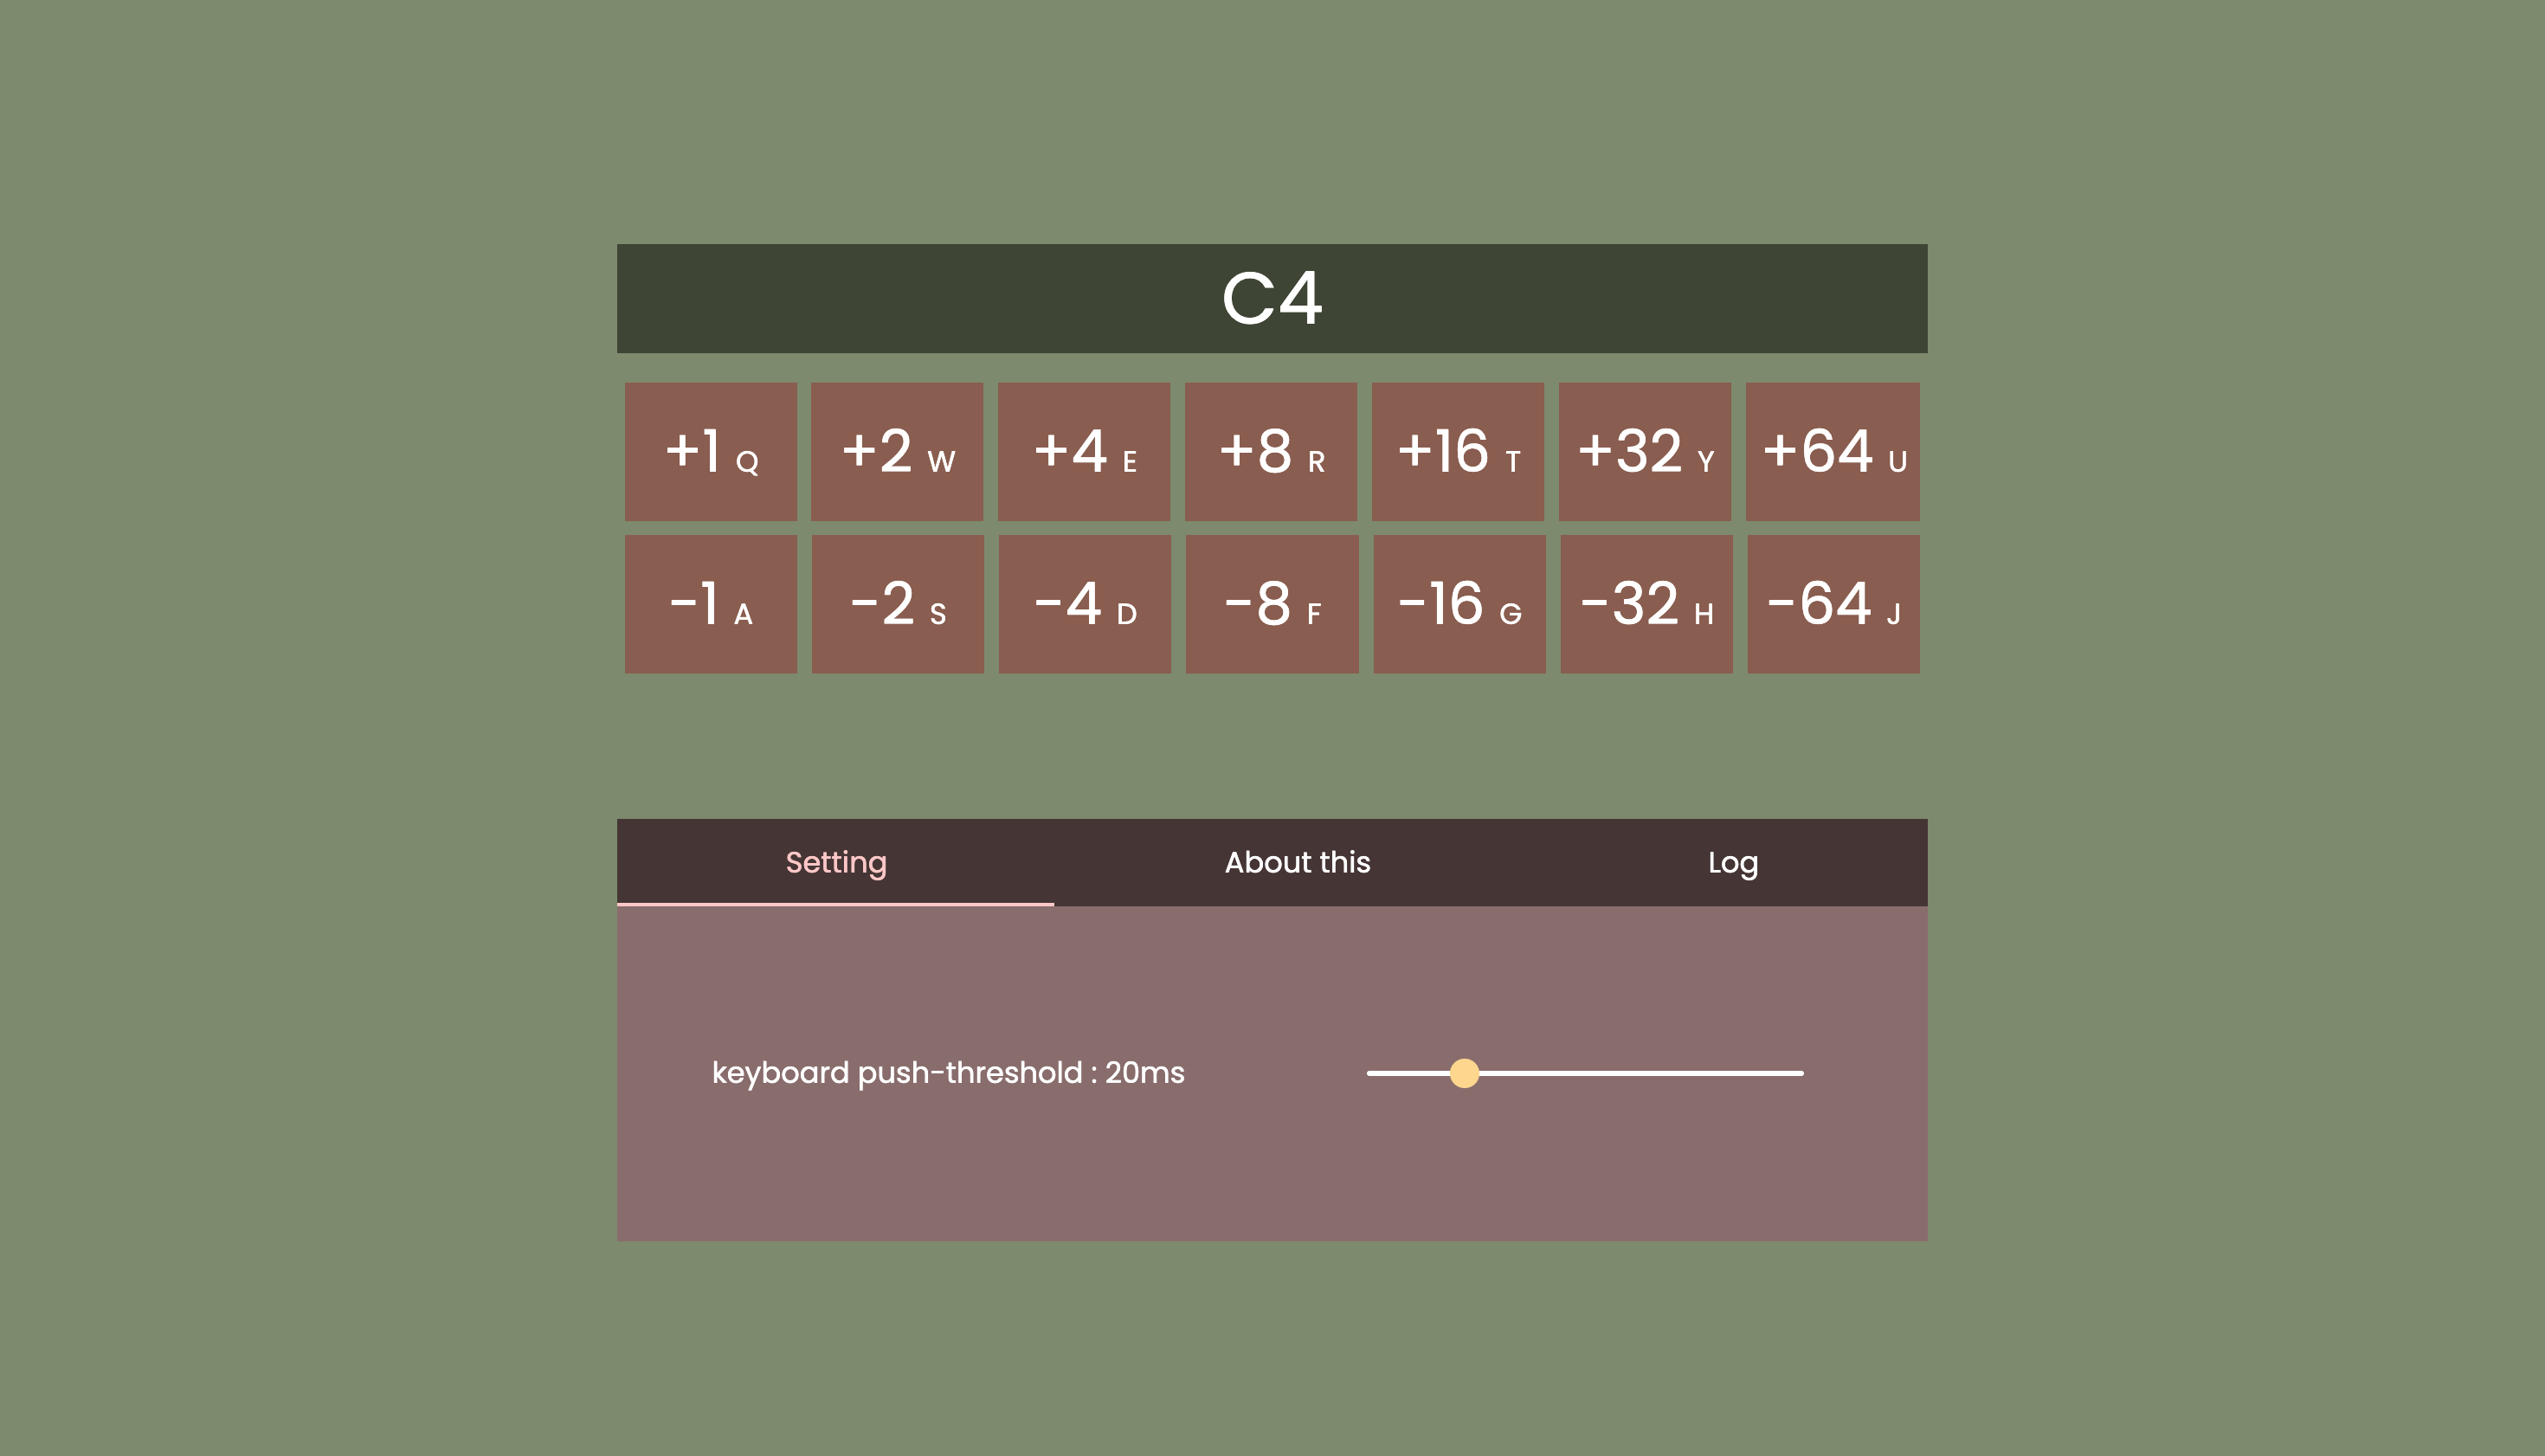 C4
+1 Q +2 W +4 E +8 R +16 T +32 Y +64 U
-1 A -2 S -4 D -8 F -16 G -32 H -64 J
Setting About this Log
keyboard push-threshold : 20ms